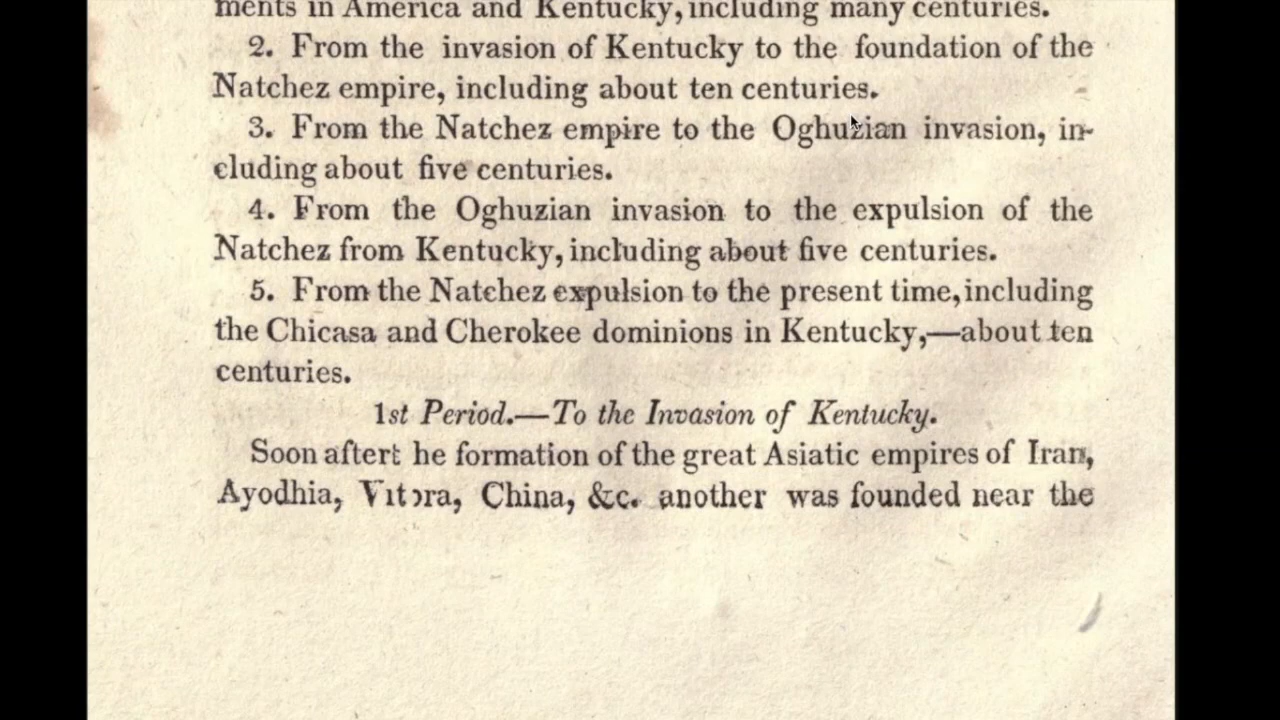 ments in America and Kentucky, including many centuries.
2. From the invasion of Kentucky to the foundation of the
Natchez empire, including about ten centuries.
3. From the Natchez empire to the Oghuzian invasion, in-
cluding about five centuries.
4. From the Oghuzian invasion to the expulsion of the
Natchez from Kentucky, including about five centuries.
5. From the Natchez expulsion to the present time, including
the Chicasa and Cherokee dominions in Kentucky,—about ten
centuries.
1st Period.—To the Invasion of Kentucky.
Soon aftert he formation of the great Asiatic empires of Iran,
Ayodhia, Vitora, China, &c. another was founded near the